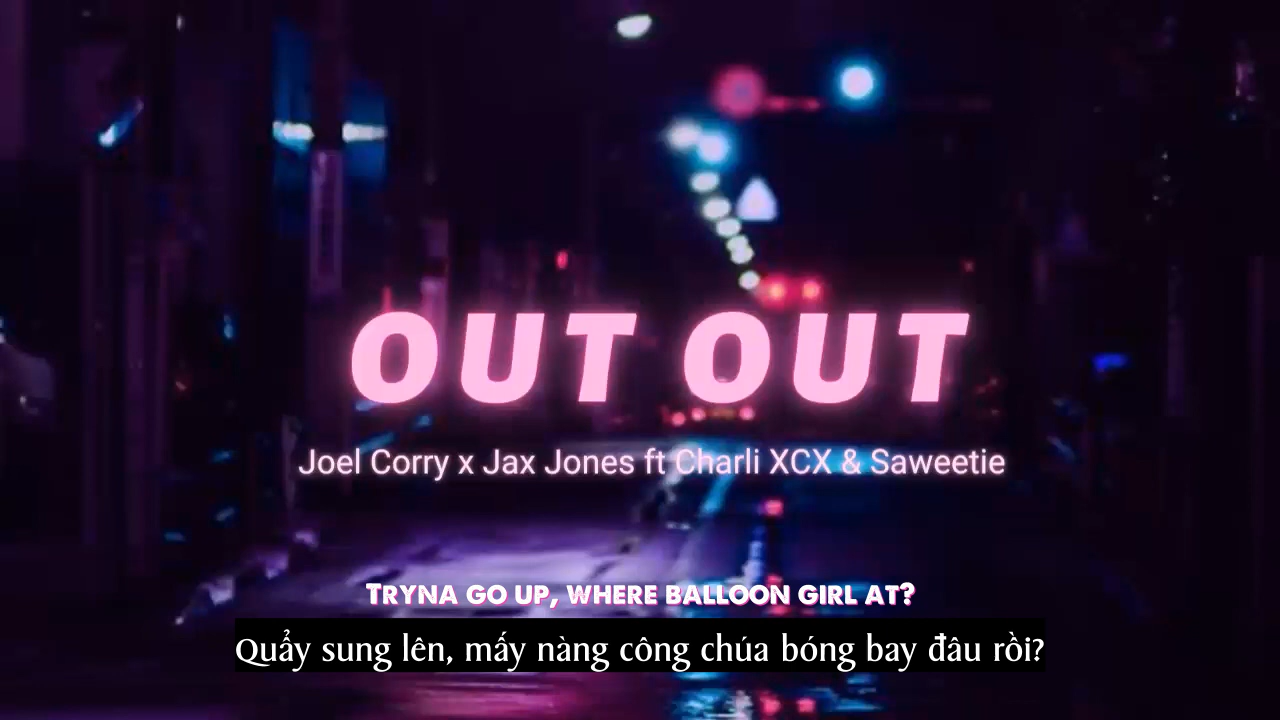 OUT OUT
Joel Corry x Jax Jones ft Charli XCX & Saweetie
TRYNA GO UP, WHERE BALLOON GIRL AT?
Quẩy sung lên, mấy nàng công chúa bóng bay đâu rồi?